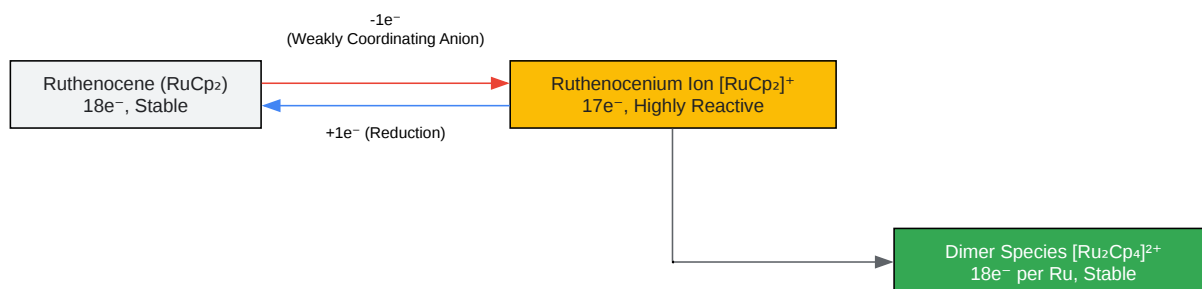 -1e⁻
(Weakly Coordinating Anion)
Ruthenocene (RuCp₂)
18e⁻, Stable
Ruthenocenium Ion [RuCp₂]⁺
17e⁻, Highly Reactive
+1e⁻ (Reduction)
Dimer Species [Ru₂Cp₄]²⁺
18e⁻ per Ru, Stable